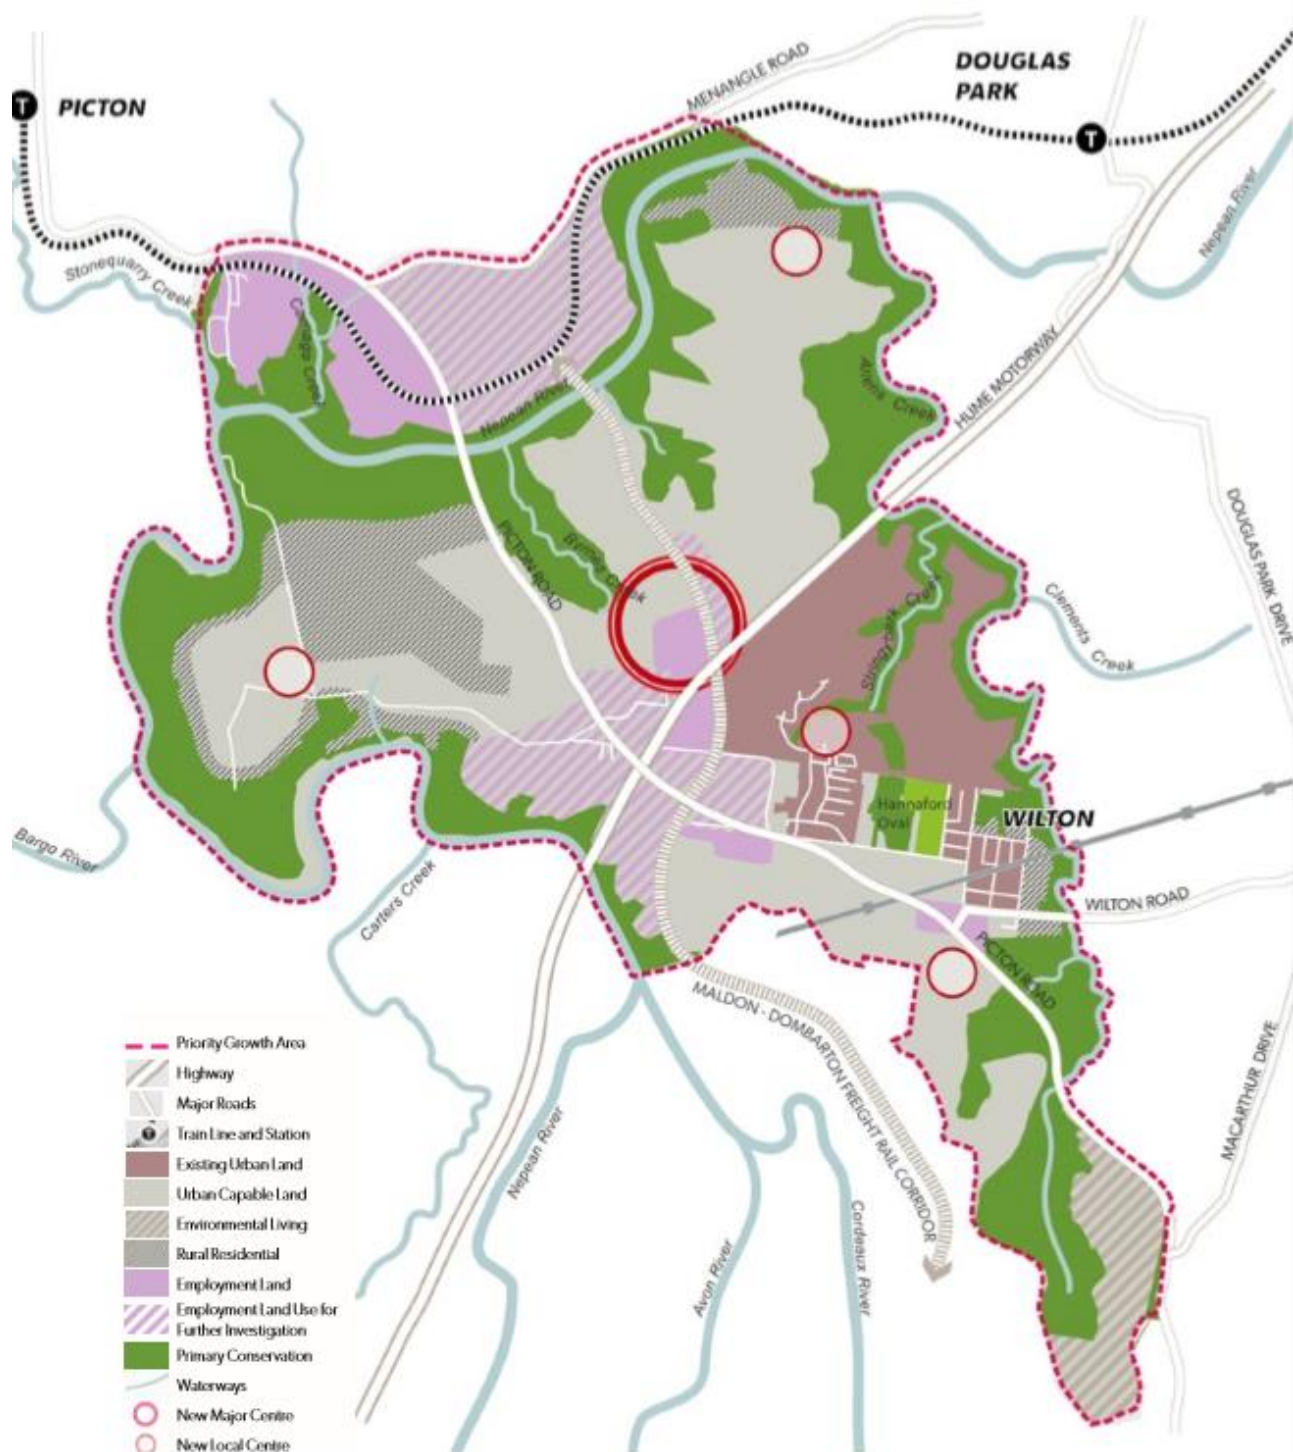 MENANGLE ROAD
DOUGLAS
PARK
T
PICTON
T
Nepean River
Stonequarry Creek
Carriage Creek
Nepean River
Allens Creek
HUME MOTORWAY
DOUGLAS PARK DRIVE
PICTON ROAD
Byrnes Creek
Stringybark Creek
Clements Creek
Hannaford
Oval
WILTON
Bargo River
Carters Creek
WILTON ROAD
PICTON ROAD
MALDON - DOMBARTON FREIGHT RAIL CORRIDOR
MACARTHUR DRIVE
Nepean River
Avon River
Cordeaux River
Priority Growth Area
Highway
Major Roads
Train Line and Station
Existing Urban Land
Urban Capable Land
Environmental Living
Rural Residential
Employment Land
Employment Land Use for
Further Investigation
Primary Conservation
Waterways
New Major Centre
New Local Centre